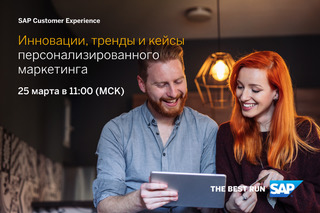 SAP Customer Experience
Инновации, тренды и кейсы
персонализированного
маркетинга
25 марта в 11:00 (МСК)
THE BEST RUN SAP